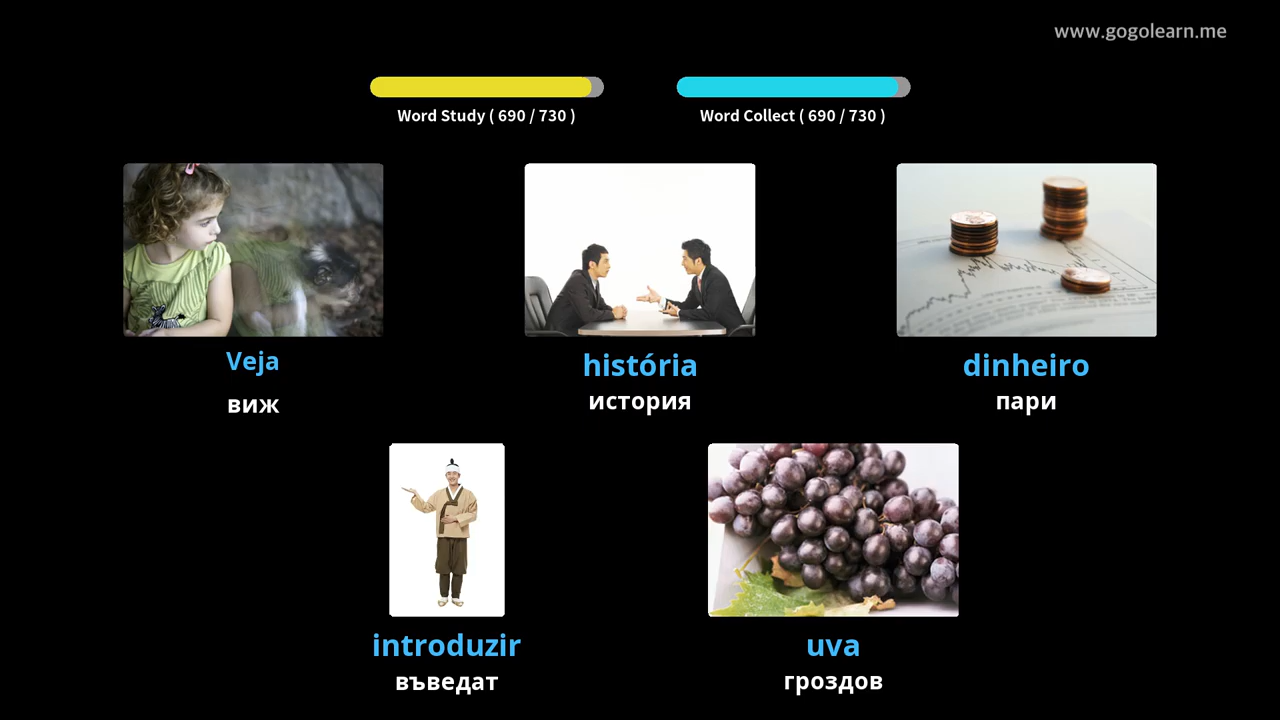 www.gogolearn.me
Word Study ( 690 / 730 )
Word Collect ( 690 / 730 )
Veja
виж
história
история
dinheiro
пари
introduzir
въведат
uva
гроздов